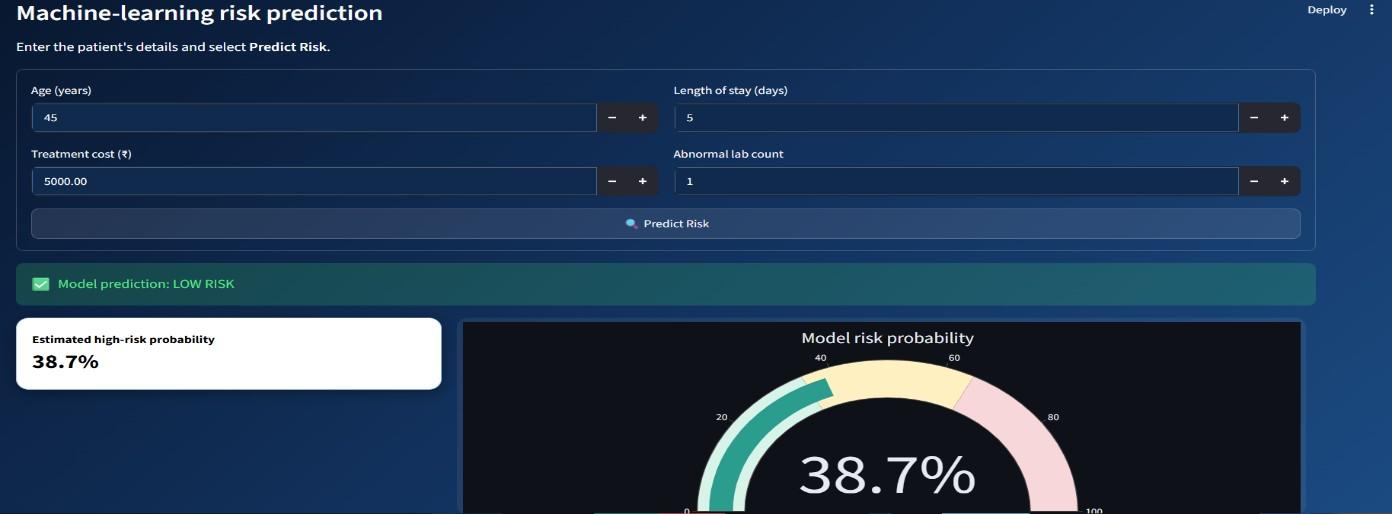 Machine-learning risk prediction
Deploy
Enter the patient's details and select Predict Risk.
Age (years)
Length of stay (days)
45
5
Treatment cost (₹)
Abnormal lab count
5000.00
1
Predict Risk
Model prediction: LOW RISK
Estimated high-risk probability
38.7%
Model risk probability
40
60
20
80
38.7%
0
100